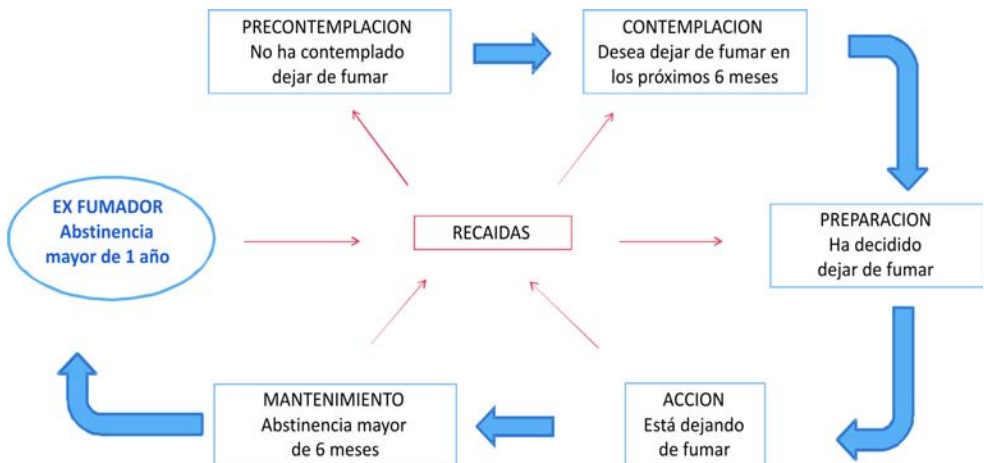 PRECONTEMPLACION
No ha contemplado
dejar de fumar
CONTEMPLACION
Desea dejar de fumar en
los próximos 6 meses
EX FUMADOR
Abstinencia
mayor de 1 año
RECAIDAS
PREPARACION
Ha decidido
dejar de fumar
MANTENIMIENTO
Abstinencia mayor
de 6 meses
ACCION
Está dejando
de fumar